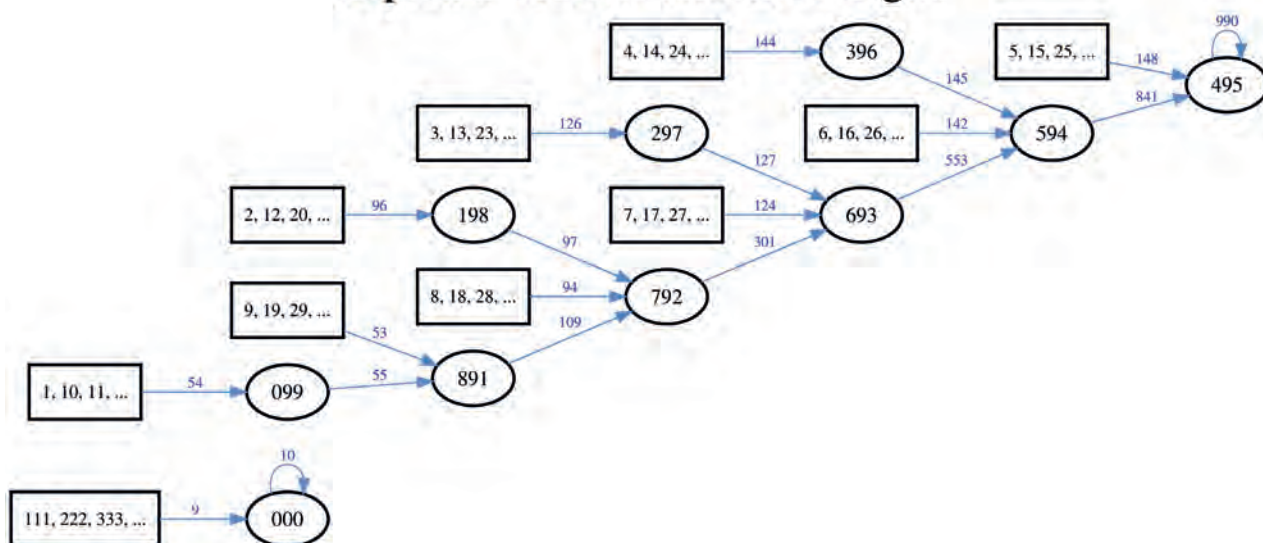 990
4, 14, 24, ... 144 396 5, 15, 25, ... 148
495
145 841
3, 13, 23, ... 126 297 6, 16, 26, ... 142 594
127 553
2, 12, 20, ... 96 198 7, 17, 27, ... 124 693
97 301
8, 18, 28, ... 94 792
9, 19, 29, ...
53 109
1, 10, 11, ... 54 099 55 891
10
111, 222, 333, ... 9 000